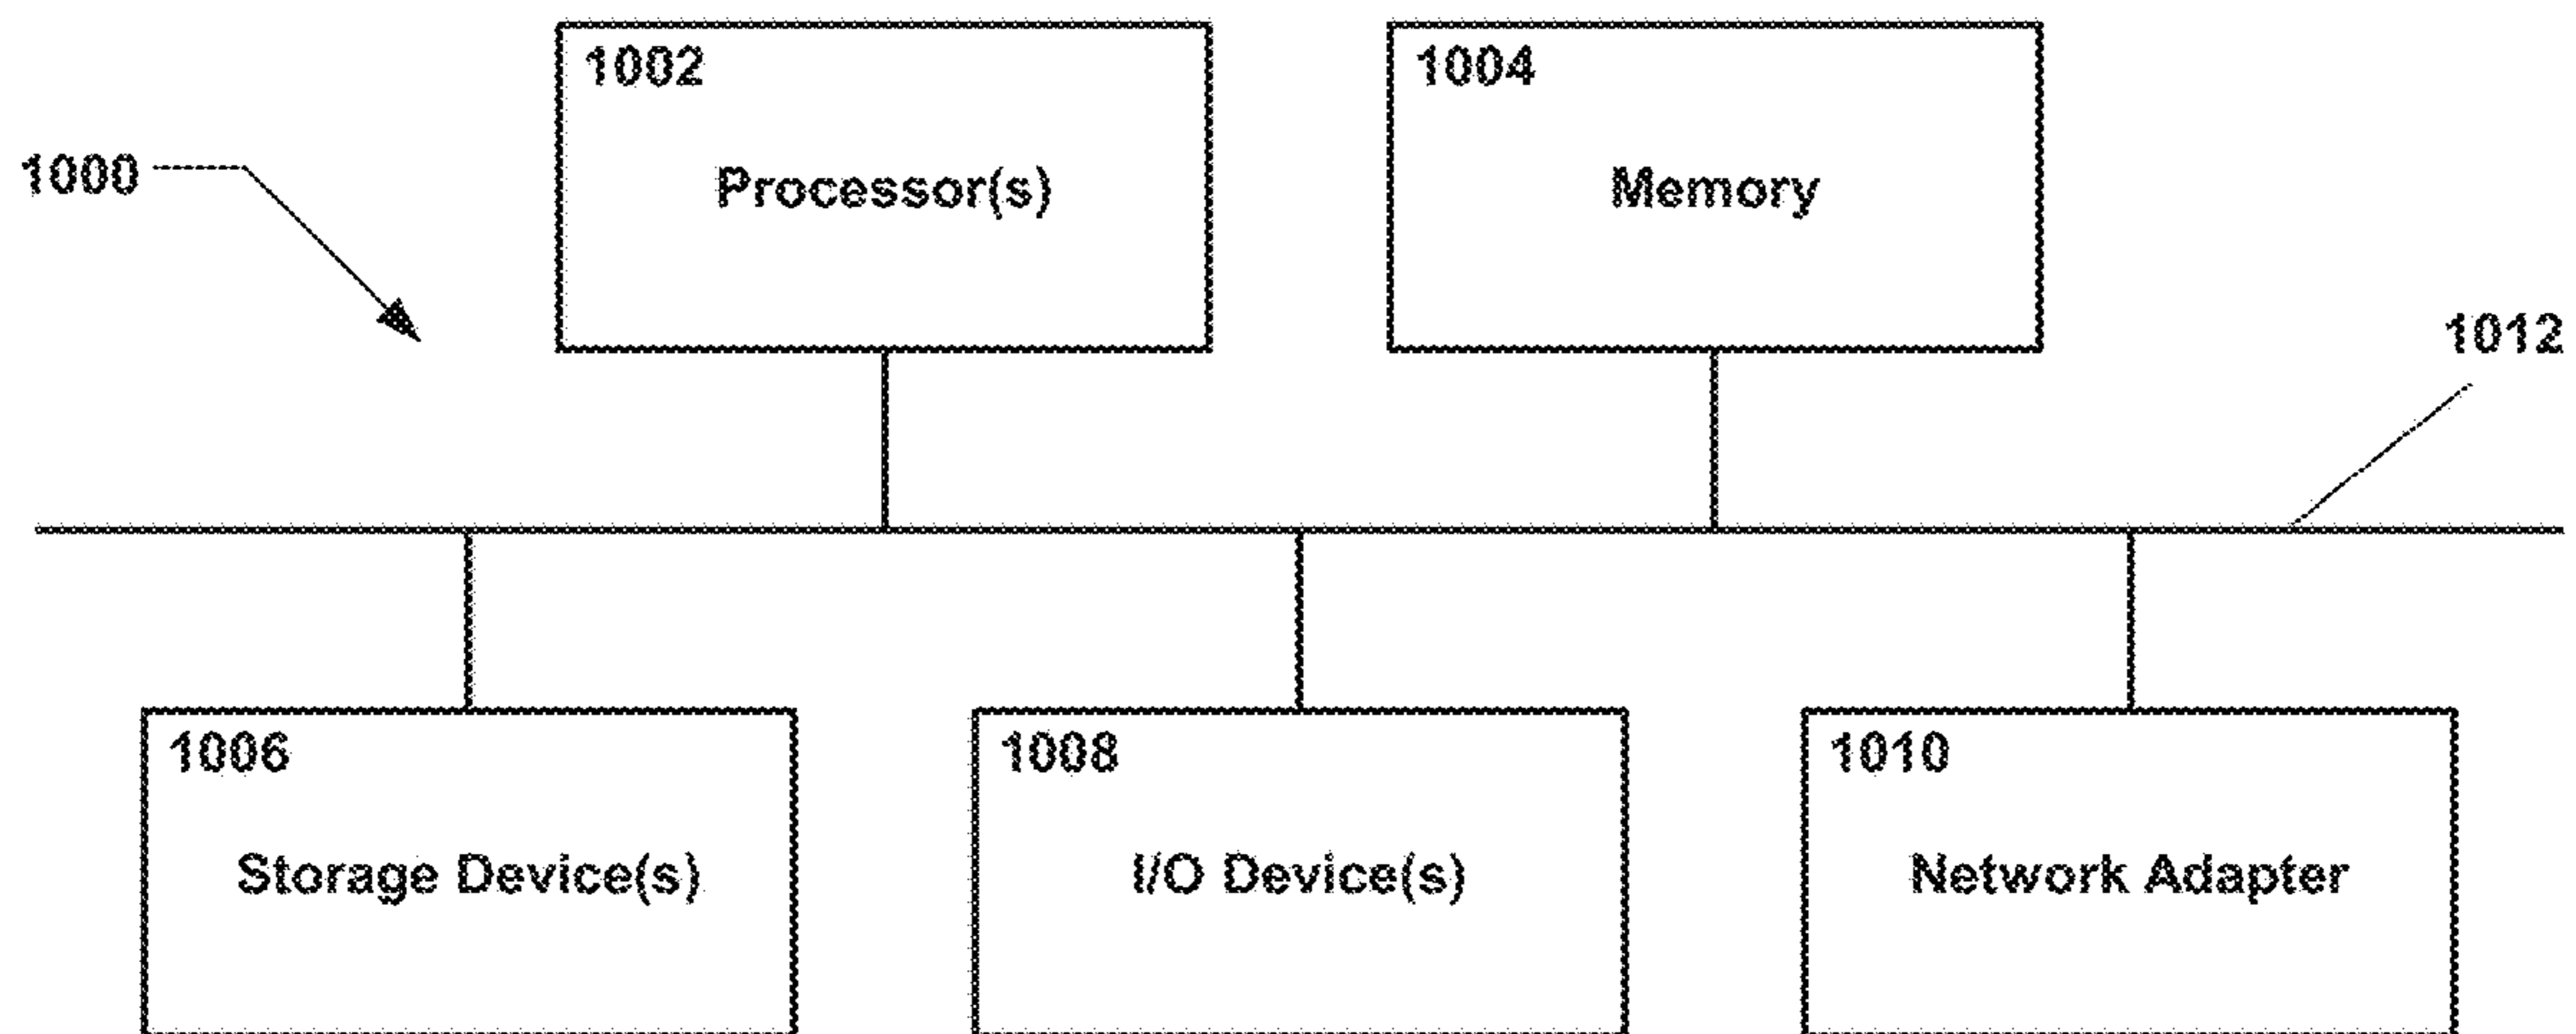 1002
Processor(s)
1004
Memory
1000
1012
1006
Storage Device(s)
1008
I/O Device(s)
1010
Network Adapter